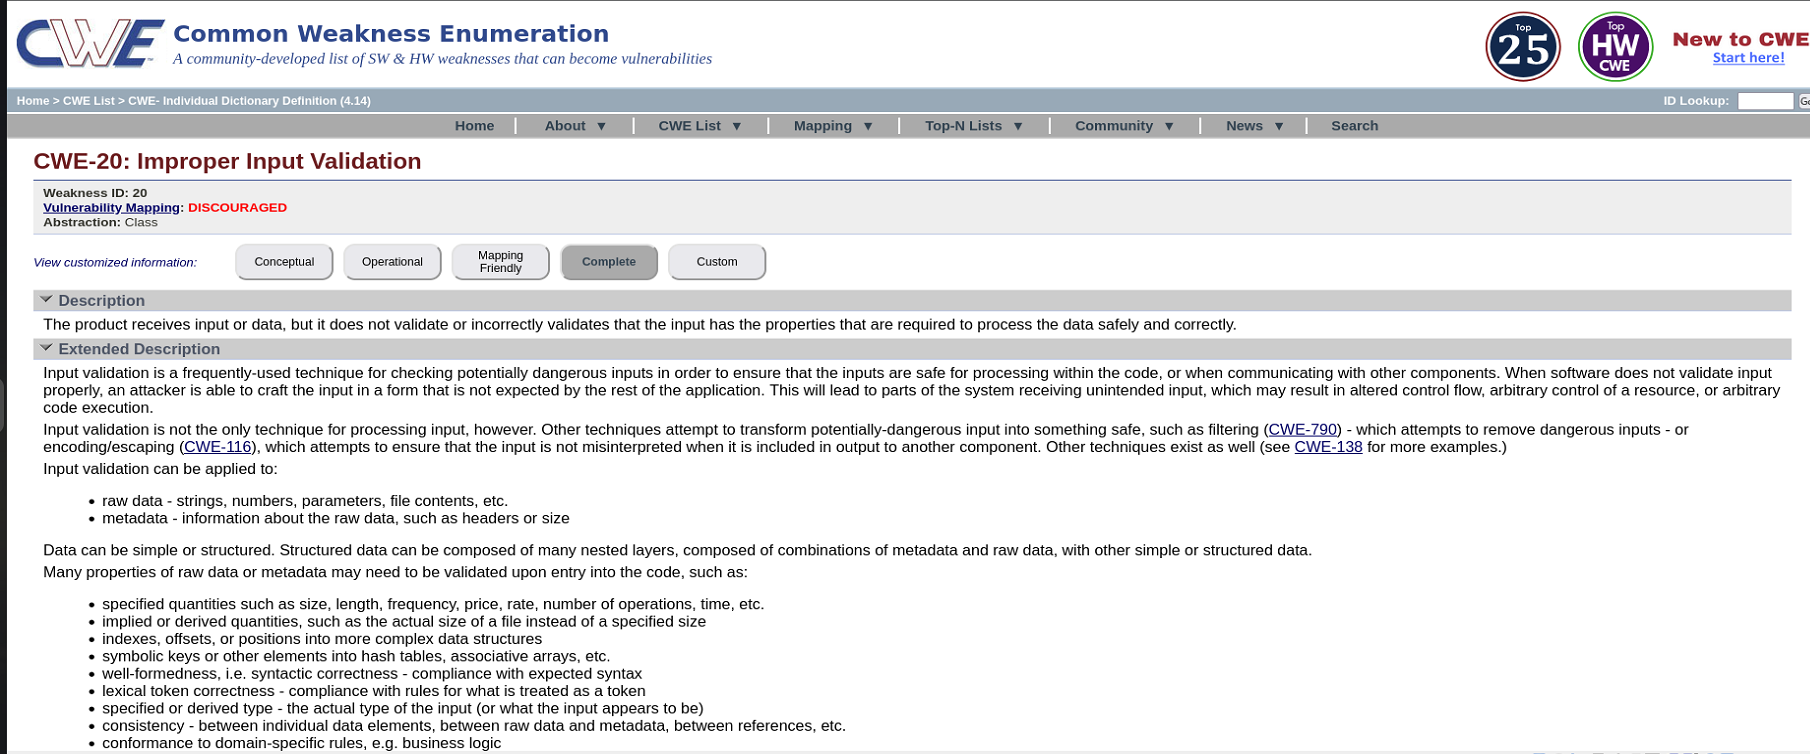 CWE Common Weakness Enumeration
A community-developed list of SW & HW weaknesses that can become vulnerabilities
Top 25
Top HW CWE
New to CWE
Start here!
Home > CWE List > CWE- Individual Dictionary Definition (4.14)
ID Lookup:
Home About ▼ CWE List ▼ Mapping ▼ Top-N Lists ▼ Community ▼ News ▼ Search
CWE-20: Improper Input Validation
Weakness ID: 20
Vulnerability Mapping: DISCOURAGED
Abstraction: Class
View customized information: Conceptual Operational Mapping Friendly Complete Custom
Description
The product receives input or data, but it does not validate or incorrectly validates that the input has the properties that are required to process the data safely and correctly.
Extended Description
Input validation is a frequently-used technique for checking potentially dangerous inputs in order to ensure that the inputs are safe for processing within the code, or when communicating with other components. When software does not validate input
properly, an attacker is able to craft the input in a form that is not expected by the rest of the application. This will lead to parts of the system receiving unintended input, which may result in altered control flow, arbitrary control of a resource, or arbitrary
code execution.
Input validation is not the only technique for processing input, however. Other techniques attempt to transform potentially-dangerous input into something safe, such as filtering (CWE-790) - which attempts to remove dangerous inputs - or
encoding/escaping (CWE-116), which attempts to ensure that the input is not misinterpreted when it is included in output to another component. Other techniques exist as well (see CWE-138 for more examples.)
Input validation can be applied to:
• raw data - strings, numbers, parameters, file contents, etc.
• metadata - information about the raw data, such as headers or size
Data can be simple or structured. Structured data can be composed of many nested layers, composed of combinations of metadata and raw data, with other simple or structured data.
Many properties of raw data or metadata may need to be validated upon entry into the code, such as:
• specified quantities such as size, length, frequency, price, rate, number of operations, time, etc.
• implied or derived quantities, such as the actual size of a file instead of a specified size
• indexes, offsets, or positions into more complex data structures
• symbolic keys or other elements into hash tables, associative arrays, etc.
• well-formedness, i.e. syntactic correctness - compliance with expected syntax
• lexical token correctness - compliance with rules for what is treated as a token
• specified or derived type - the actual type of the input (or what the input appears to be)
• consistency - between individual data elements, between raw data and metadata, between references, etc.
• conformance to domain-specific rules, e.g. business logic